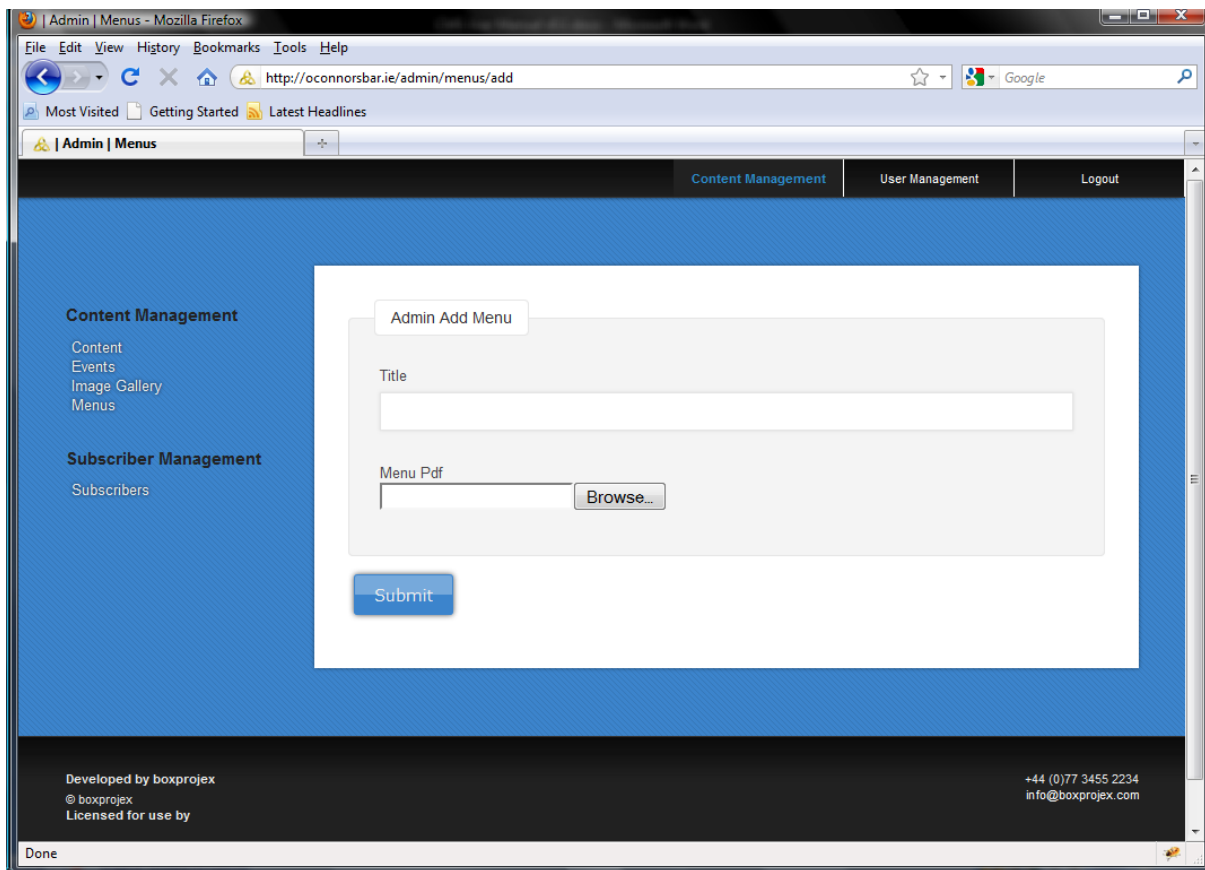 | Admin | Menus - Mozilla Firefox
File Edit View History Bookmarks Tools Help
http://oconnorsbar.ie/admin/menus/add
Google
Most Visited Getting Started Latest Headlines
| Admin | Menus
Content Management User Management Logout
Content Management
Content
Events
Image Gallery
Menus
Subscriber Management
Subscribers
Admin Add Menu
Title
Menu Pdf
Browse...
Submit
Developed by boxprojex
© boxprojex
Licensed for use by
+44 (0)77 3455 2234
info@boxprojex.com
Done